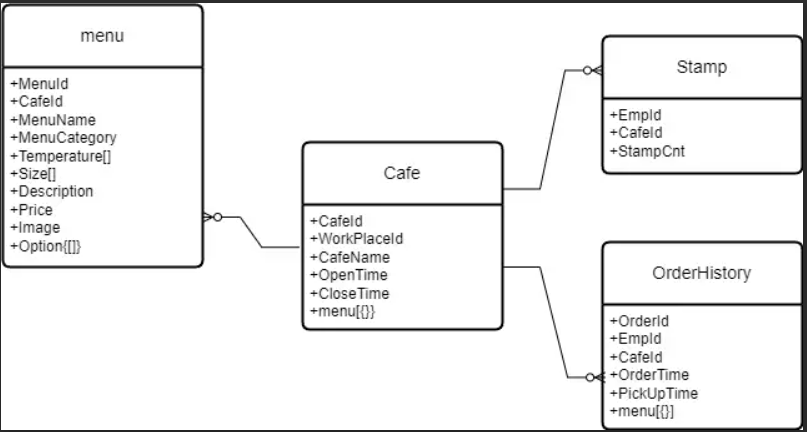 menu
+MenuId
+CafeId
+MenuName
+MenuCategory
+Temperature[]
+Size[]
+Description
+Price
+Image
+Option{[]}
Cafe
+CafeId
+WorkPlaceId
+CafeName
+OpenTime
+CloseTime
+menu[{}}
Stamp
+EmpId
+CafeId
+StampCnt
OrderHistory
+OrderId
+EmpId
+CafeId
+OrderTime
+PickUpTime
+menu[{}]